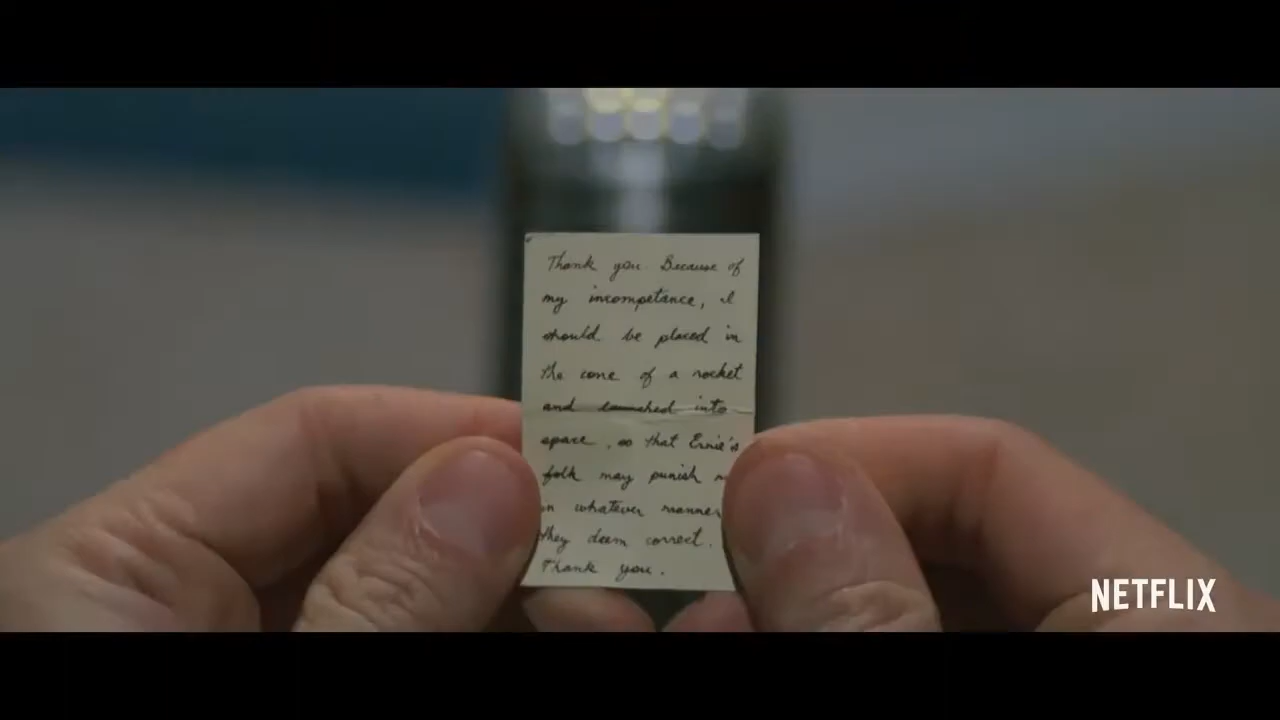 Thank you. Because of
my incompetance, I
should be placed in
the cone of a rocket
and launched into
space, so that Ernie's
folk may punish
in whatever manner
they deem correct.
Thank you.
NETFLIX